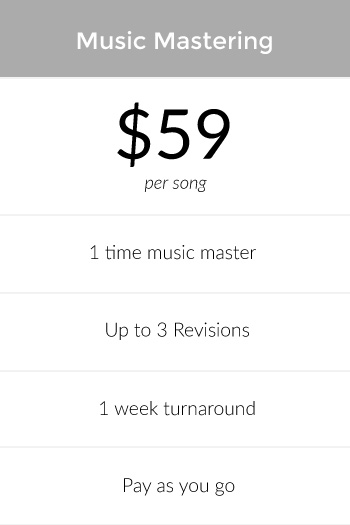 Music Mastering
$59
per song
1 time music master
Up to 3 Revisions
1 week turnaround
Pay as you go